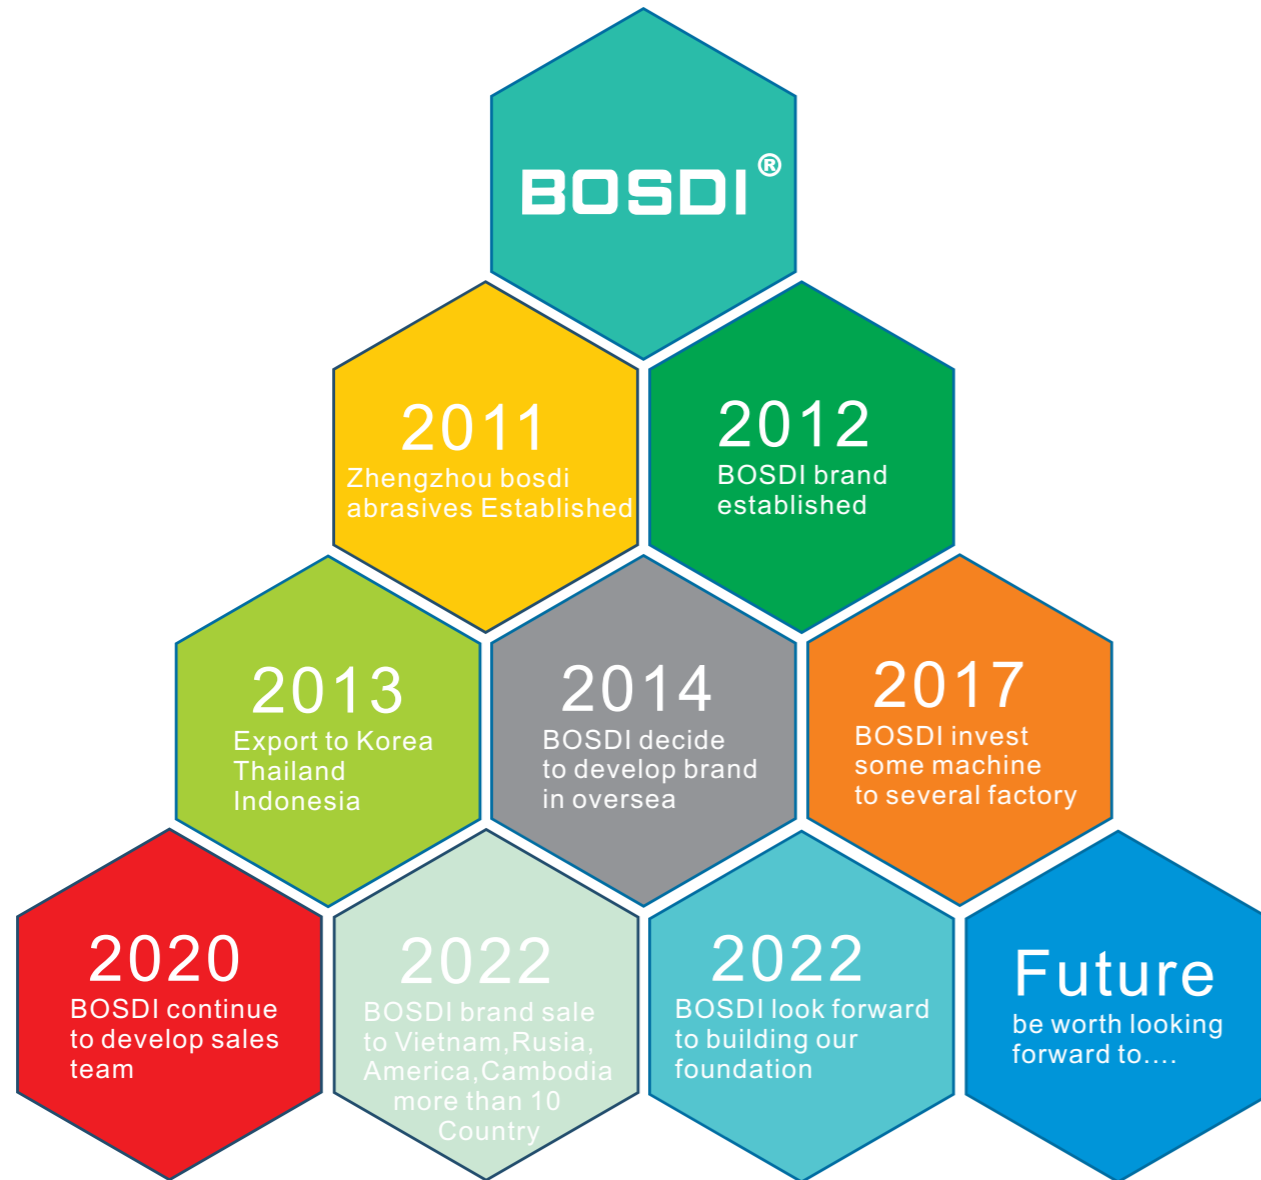 BOSDI®
2011
Zhengzhou bosdi
abrasives Established
2012
BOSDI brand
established
2013
Export to Korea
Thailand
Indonesia
2014
BOSDI decide
to develop brand
in oversea
2017
BOSDI invest
some machine
to several factory
2020
BOSDI continue
to develop sales
team
2022
BOSDI brand sale
to Vietnam,Rusia,
America,Cambodia
more than 10
Country
2022
BOSDI look forward
to building our
foundation
Future
be worth looking
forward to....